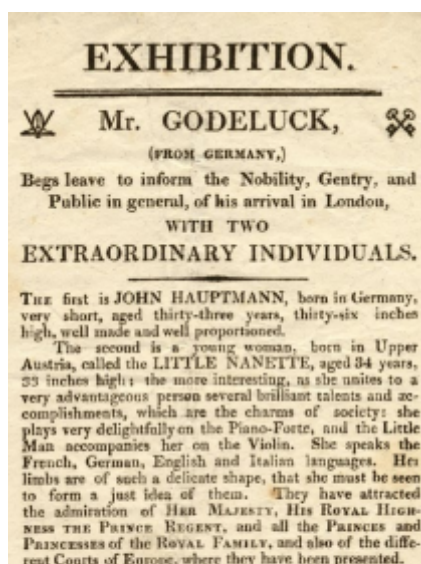 EXHIBITION.
Mr. GODELUCK,
(FROM GERMANY,)
Begs leave to inform the Nobility, Gentry, and
Public in general, of his arrival in London,
WITH TWO
EXTRAORDINARY INDIVIDUALS.
THE first is JOHN HAUPTMANN, born in Germany,
very short, aged thirty-three years, thirty-six inches
high, well made and well proportioned.
The second is a young woman, born in Upper
Austria, called the LITTLE NANETTE, aged 34 years,
33 inches high: the more interesting, as she unites to a
very advantageous person several brilliant talents and ac-
complishments, which are the charms of society: she
plays very delightfully on the Piano-Forte, and the Little
Man accompanies her on the Violin. She speaks the
French, German, English and Italian languages. Her
limbs are of such a delicate shape, that she must be seen
to form a just idea of them. They have attracted
the admiration of HER MAJESTY, HIS ROYAL HIGH-
NESS THE PRINCE REGENT, and all the PRINCES and
PRINCESSES of the ROYAL FAMILY, and also of the diffe-
rent Courts of Europe, where they have been presented.